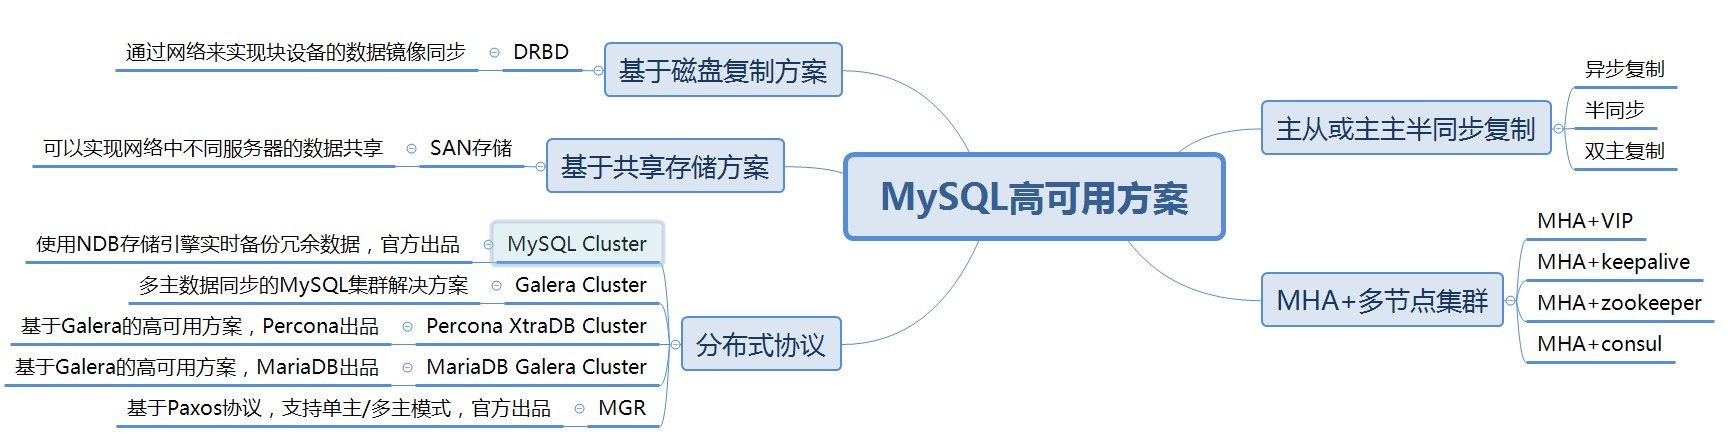 MySQL高可用方案
基于磁盘复制方案
DRBD
通过网络来实现块设备的数据镜像同步
基于共享存储方案
SAN存储
可以实现网络中不同服务器的数据共享
分布式协议
MySQL Cluster
使用NDB存储引擎实时备份冗余数据，官方出品
Galera Cluster
多主数据同步的MySQL集群解决方案
Percona XtraDB Cluster
基于Galera的高可用方案，Percona出品
MariaDB Galera Cluster
基于Galera的高可用方案，MariaDB出品
MGR
基于Paxos协议，支持单主/多主模式，官方出品
主从或主主半同步复制
异步复制
半同步
双主复制
MHA+多节点集群
MHA+VIP
MHA+keepalive
MHA+zookeeper
MHA+consul